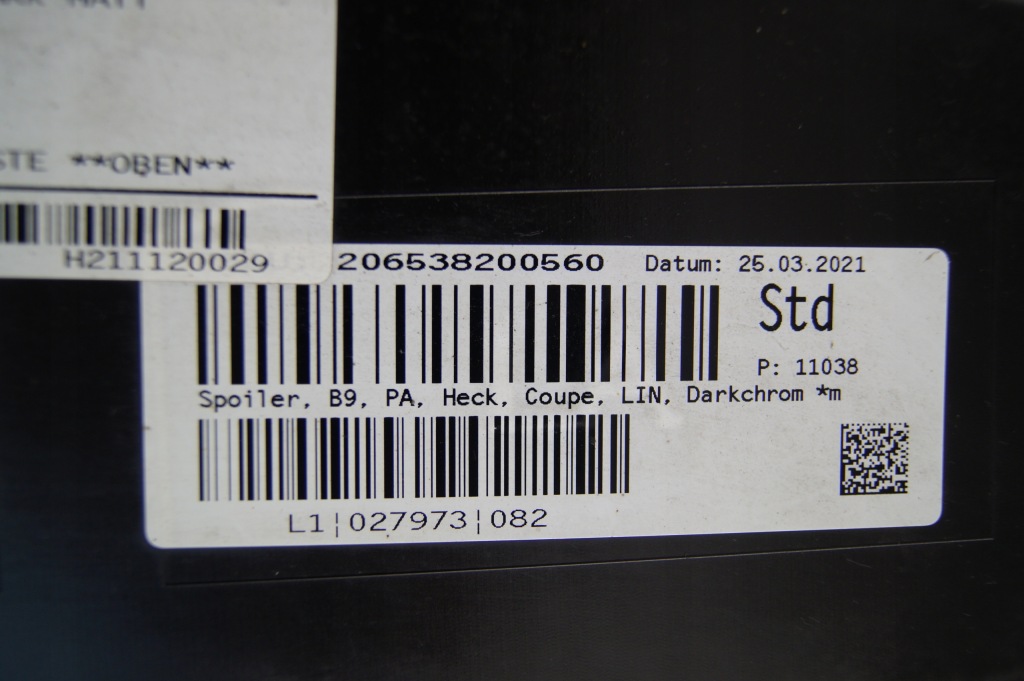 MATT
**OBEN**
H211120029
206538200560 Datum: 25.03.2021
Std
P: 11038
Spoiler, B9, PA, Heck, Coupe, LIN, Darkchrom *m
L1¦027973¦082